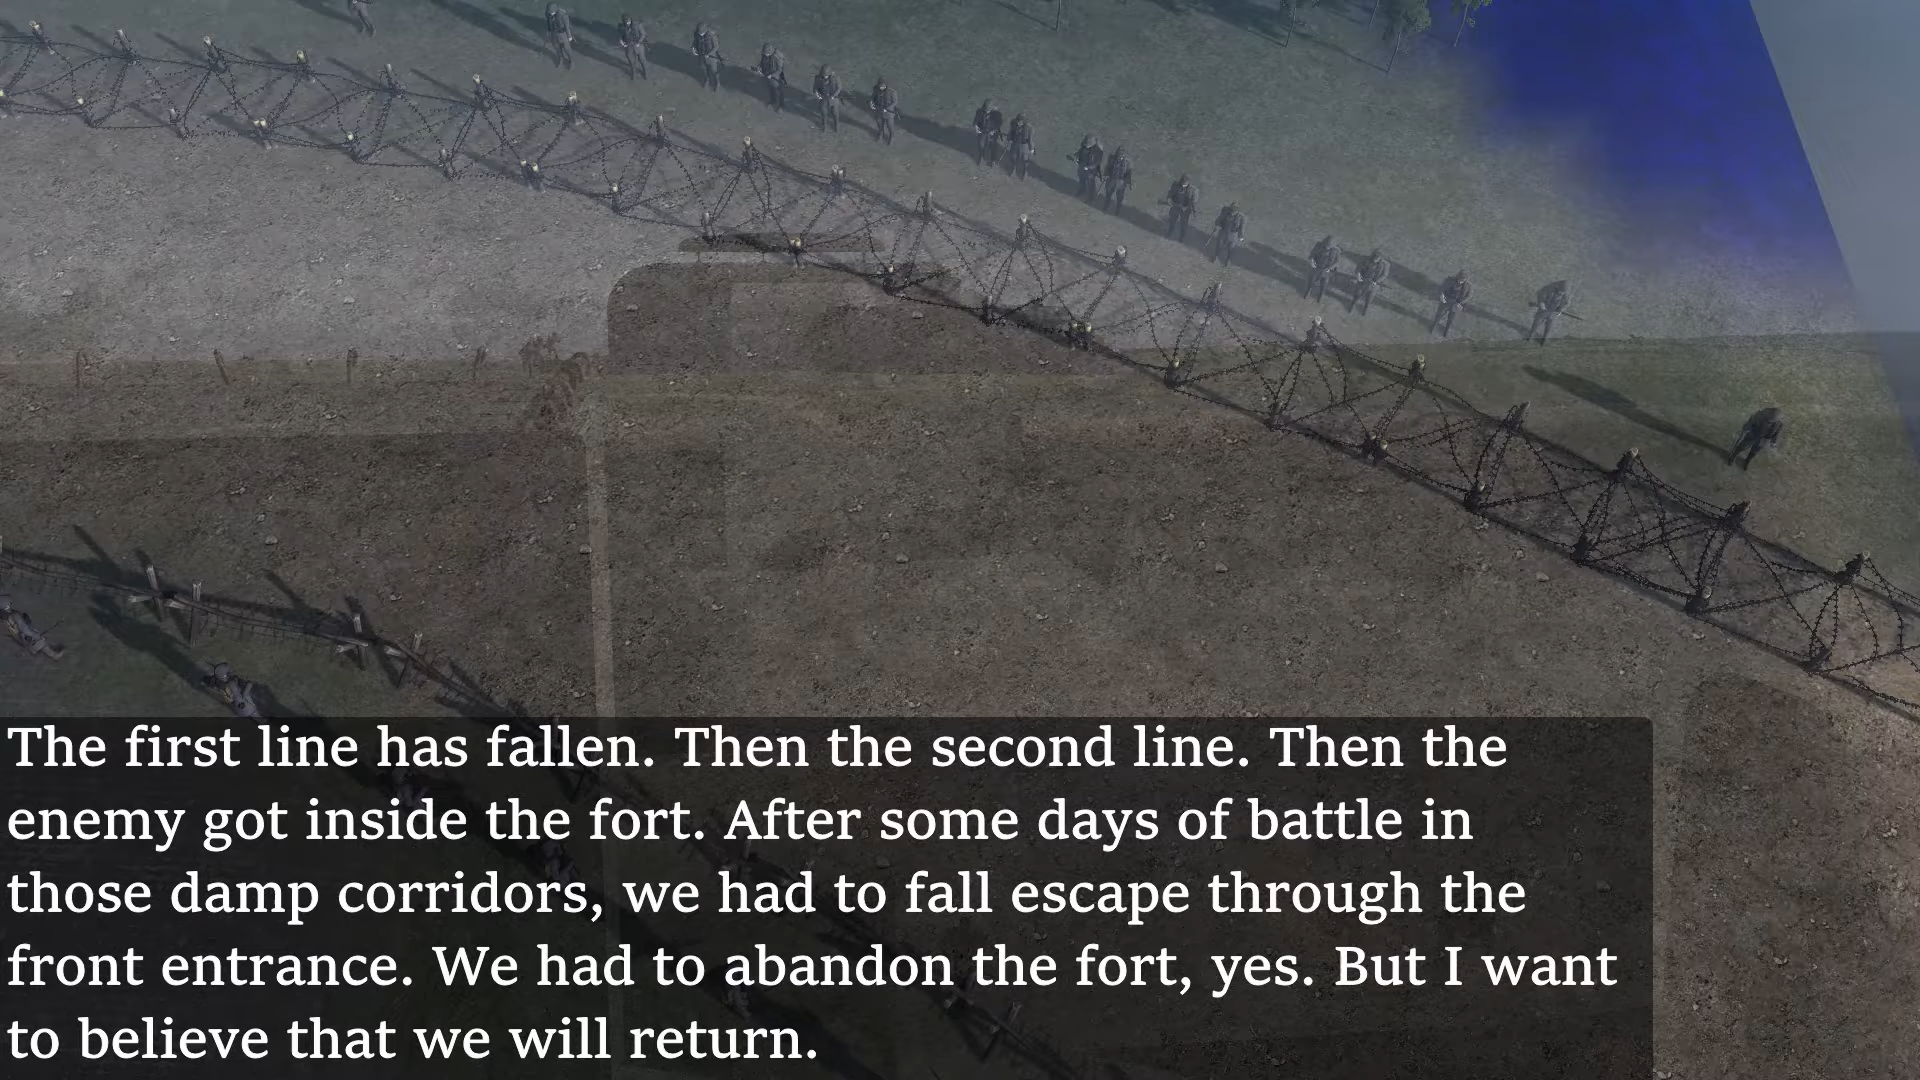 The first line has fallen. Then the second line. Then the
enemy got inside the fort. After some days of battle in
those damp corridors, we had to fall escape through the
front entrance. We had to abandon the fort, yes. But I want
to believe that we will return.